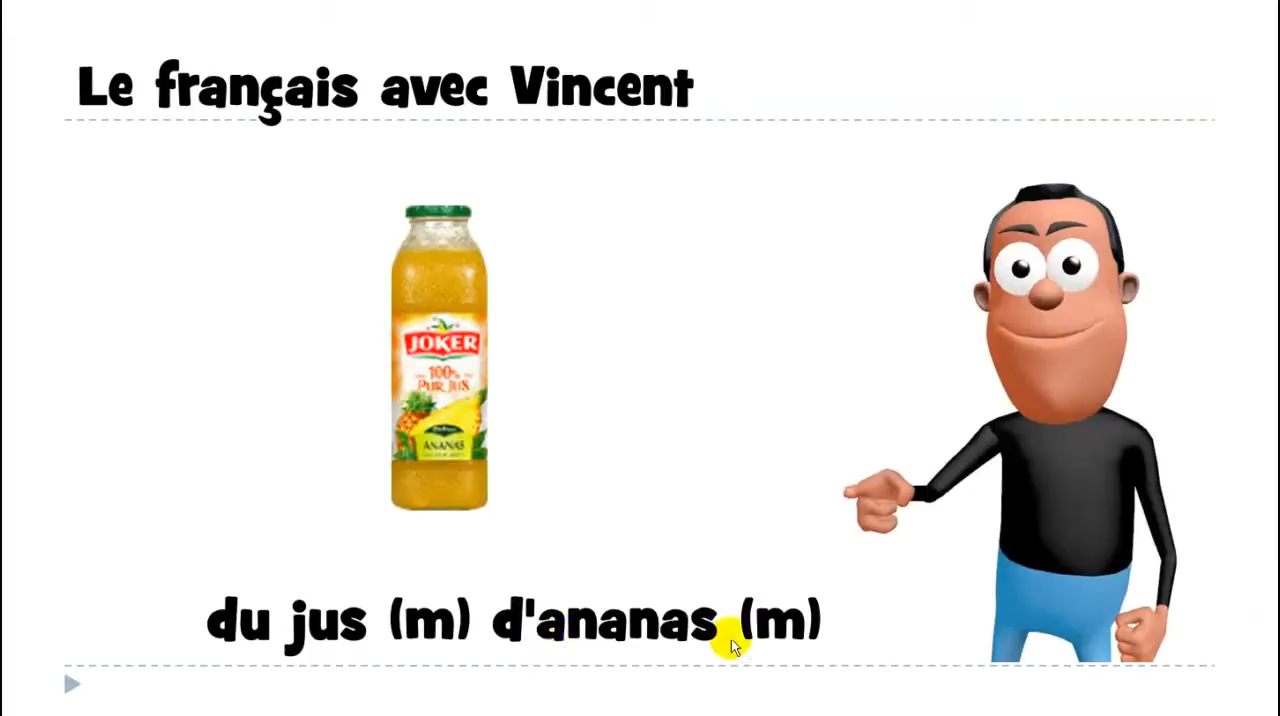 Le français avec Vincent
JOKER
100%
PUR JUS
ANANAS
du jus (m) d'ananas (m)